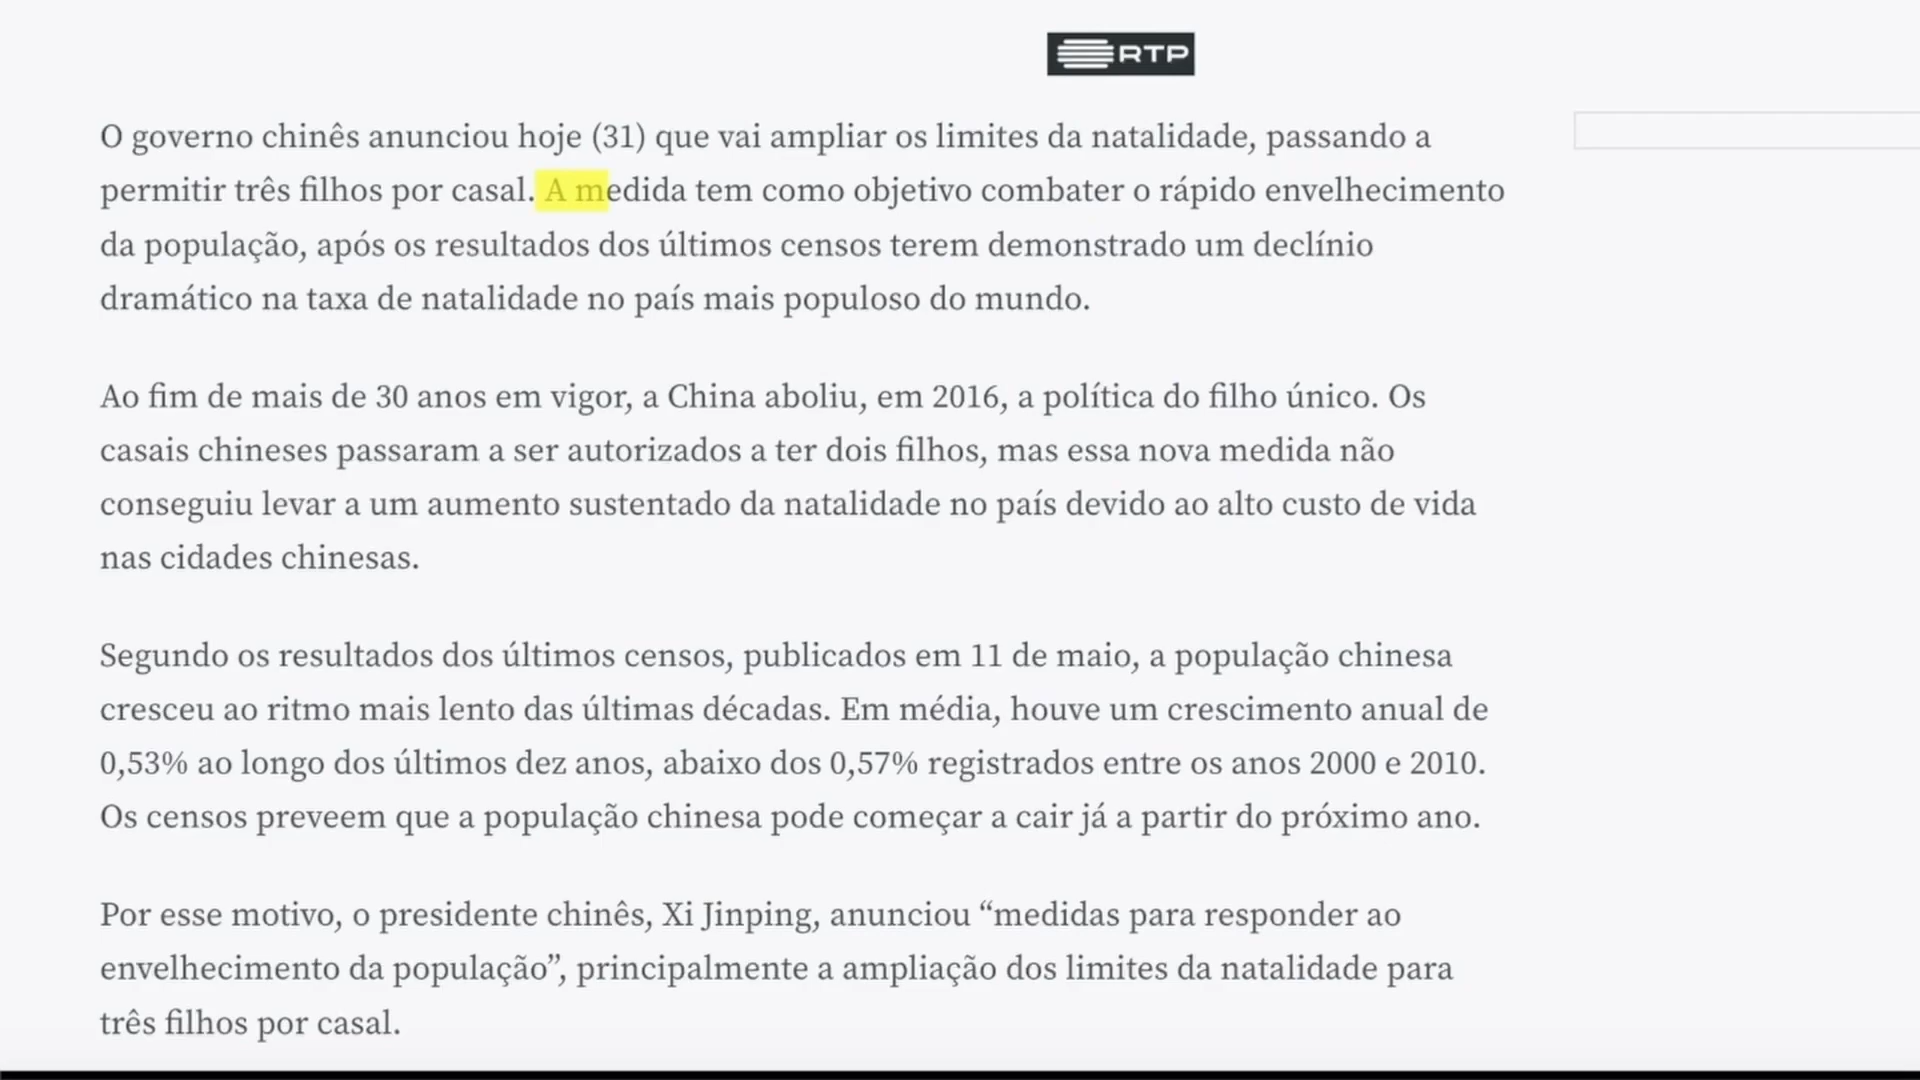 RTP
O governo chinês anunciou hoje (31) que vai ampliar os limites da natalidade, passando a
permitir três filhos por casal. A medida tem como objetivo combater o rápido envelhecimento
da população, após os resultados dos últimos censos terem demonstrado um declínio
dramático na taxa de natalidade no país mais populoso do mundo.
Ao fim de mais de 30 anos em vigor, a China aboliu, em 2016, a política do filho único. Os
casais chineses passaram a ser autorizados a ter dois filhos, mas essa nova medida não
conseguiu levar a um aumento sustentado da natalidade no país devido ao alto custo de vida
nas cidades chinesas.
Segundo os resultados dos últimos censos, publicados em 11 de maio, a população chinesa
cresceu ao ritmo mais lento das últimas décadas. Em média, houve um crescimento anual de
0,53% ao longo dos últimos dez anos, abaixo dos 0,57% registrados entre os anos 2000 e 2010.
Os censos preveem que a população chinesa pode começar a cair já a partir do próximo ano.
Por esse motivo, o presidente chinês, Xi Jinping, anunciou “medidas para responder ao
envelhecimento da população”, principalmente a ampliação dos limites da natalidade para
três filhos por casal.